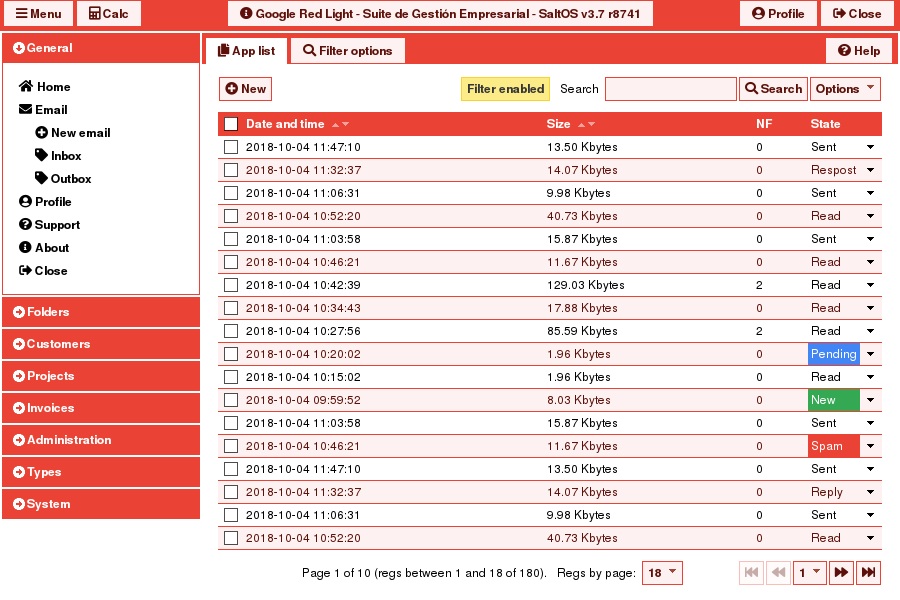 Menu Calc Google Red Light - Suite de Gestión Empresarial - SaltOS v3.7 r8741 Profile Close
General
Home
Email
New email
Inbox
Outbox
Profile
Support
About
Close
Folders
Customers
Projects
Invoices
Administration
Types
System
App list Filter options Help
New Filter enabled Search Search Options
Date and time Size NF State
2018-10-04 11:47:10 13.50 Kbytes 0 Sent
2018-10-04 11:32:37 14.07 Kbytes 0 Respost
2018-10-04 11:06:31 9.98 Kbytes 0 Sent
2018-10-04 10:52:20 40.73 Kbytes 0 Read
2018-10-04 11:03:58 15.87 Kbytes 0 Sent
2018-10-04 10:46:21 11.67 Kbytes 0 Read
2018-10-04 10:42:39 129.03 Kbytes 2 Read
2018-10-04 10:34:43 17.88 Kbytes 0 Read
2018-10-04 10:27:56 85.59 Kbytes 2 Read
2018-10-04 10:20:02 1.96 Kbytes 0 Pending
2018-10-04 10:15:02 1.96 Kbytes 0 Read
2018-10-04 09:59:52 8.03 Kbytes 0 New
2018-10-04 11:03:58 15.87 Kbytes 0 Sent
2018-10-04 10:46:21 11.67 Kbytes 0 Spam
2018-10-04 11:47:10 13.50 Kbytes 0 Sent
2018-10-04 11:32:37 14.07 Kbytes 0 Reply
2018-10-04 11:06:31 9.98 Kbytes 0 Sent
2018-10-04 10:52:20 40.73 Kbytes 0 Read
Page 1 of 10 (regs between 1 and 18 of 180). Regs by page: 18 1